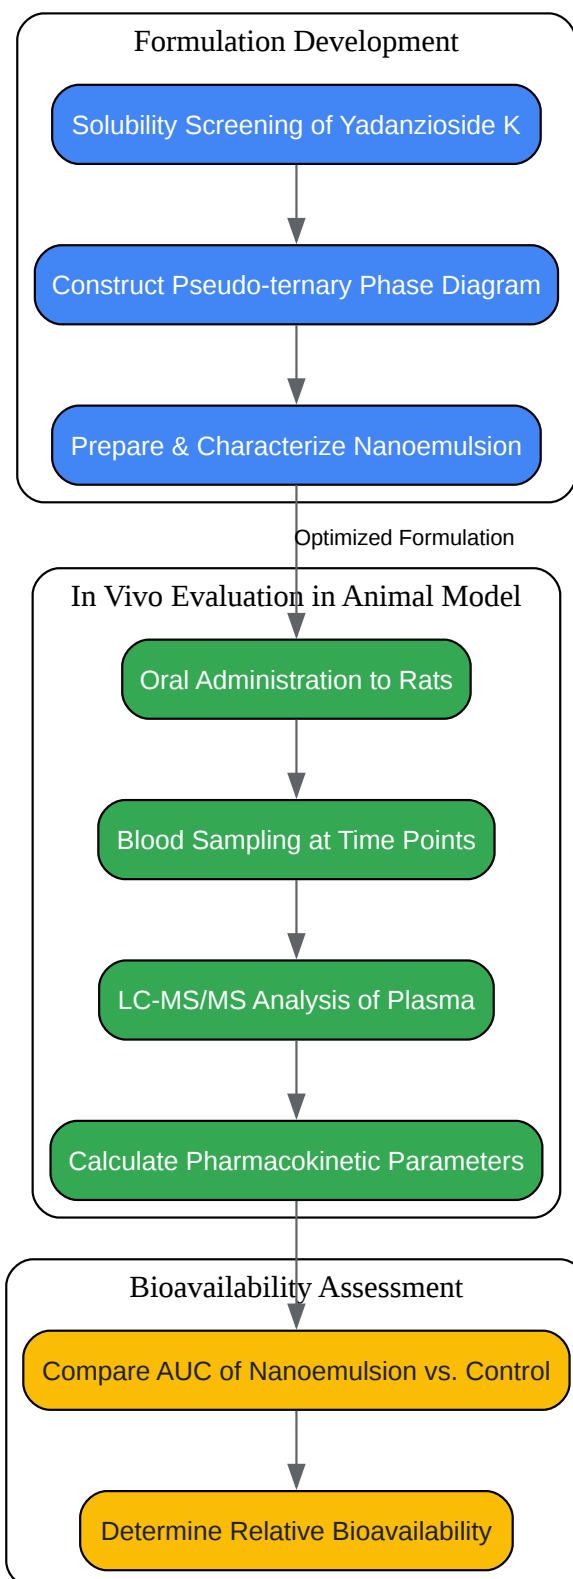 Formulation Development
Solubility Screening of Yadanzioside K
Construct Pseudo-ternary Phase Diagram
Prepare & Characterize Nanoemulsion
Optimized Formulation
In Vivo Evaluation in Animal Model
Oral Administration to Rats
Blood Sampling at Time Points
LC-MS/MS Analysis of Plasma
Calculate Pharmacokinetic Parameters
Bioavailability Assessment
Compare AUC of Nanoemulsion vs. Control
Determine Relative Bioavailability